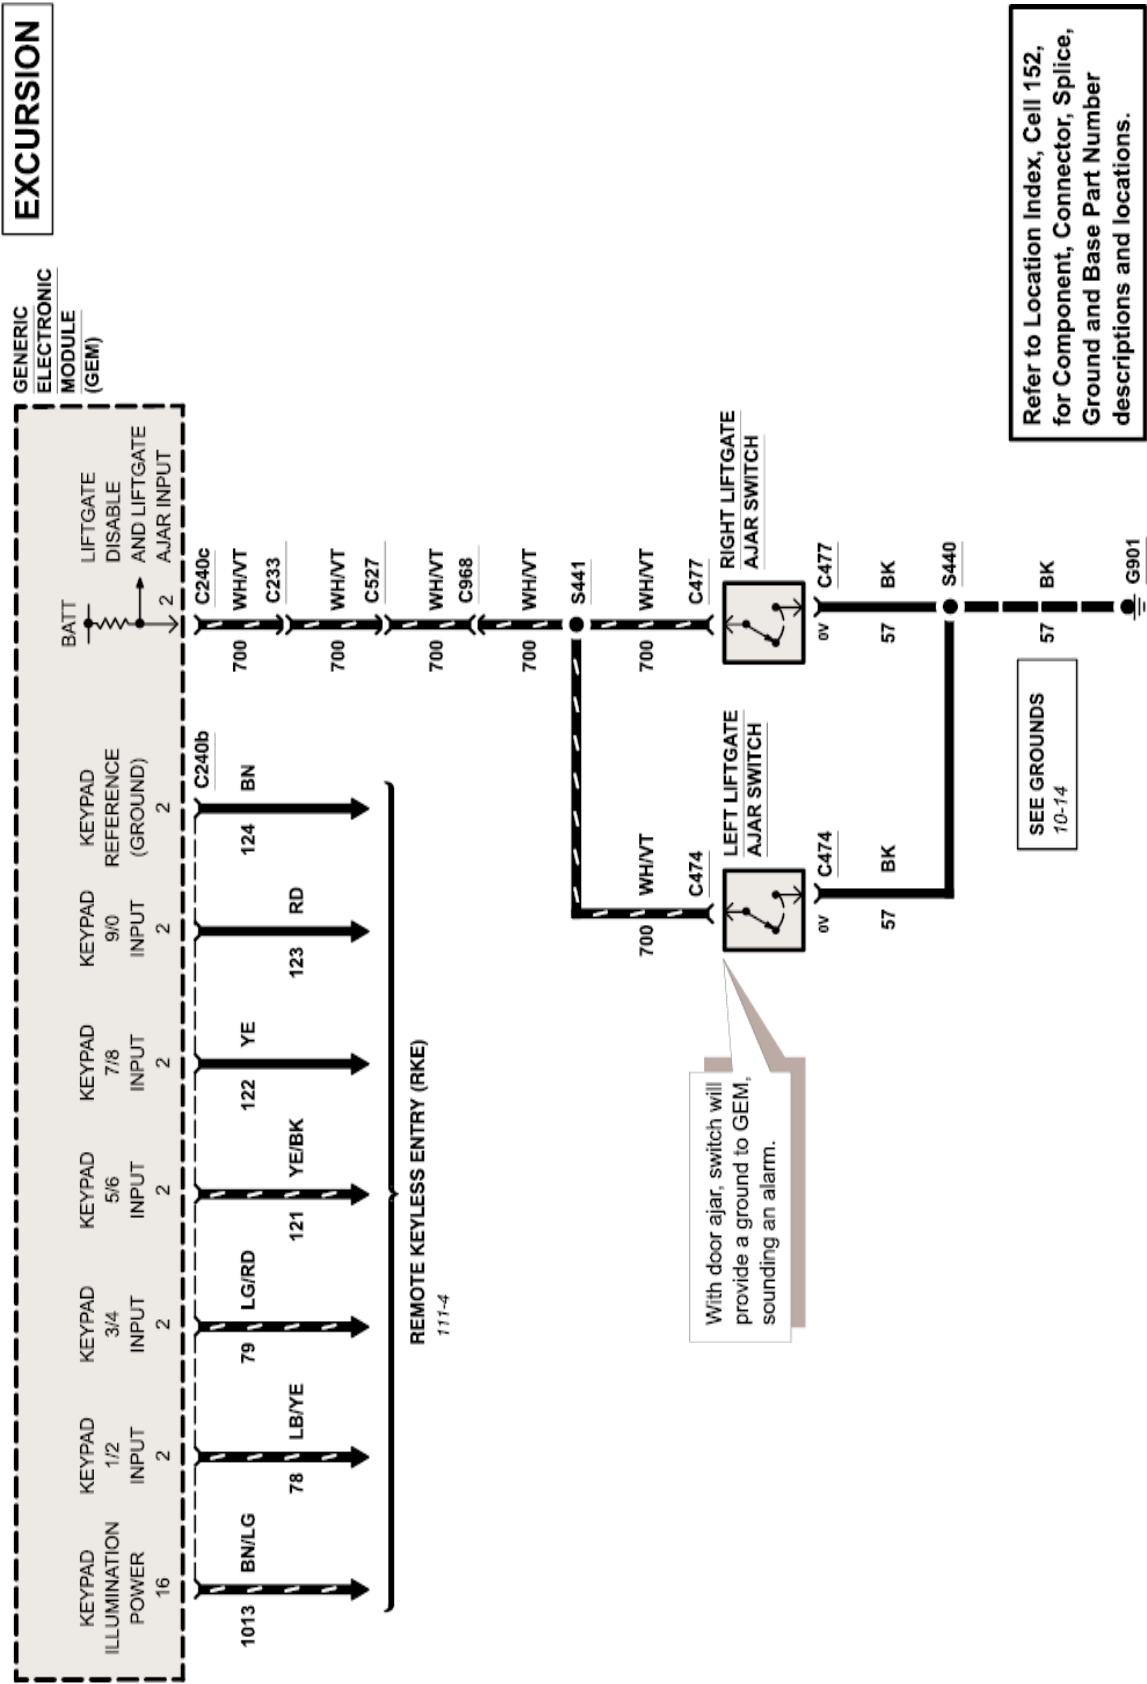 EXCURSION
GENERIC
ELECTRONIC
MODULE
(GEM)
KEYPAD
ILLUMINATION
POWER
16
KEYPAD
1/2
INPUT
2
KEYPAD
3/4
INPUT
2
KEYPAD
5/6
INPUT
2
KEYPAD
7/8
INPUT
2
KEYPAD
9/0
INPUT
2
KEYPAD
REFERENCE
(GROUND)
2
BATT
LIFTGATE
DISABLE
AND LIFTGATE
AJAR INPUT
2
C240b
C240c
1013 BN/LG
78 LB/YE
79 LG/RD
121 YE/BK
122 YE
123 RD
124 BN
700 WH/VT
C233
700 WH/VT
C527
700 WH/VT
C968
700 WH/VT
S441
REMOTE KEYLESS ENTRY (RKE)
111-4
700 WH/VT
C474
700 WH/VT
C477
LEFT LIFTGATE
AJAR SWITCH
RIGHT LIFTGATE
AJAR SWITCH
With door ajar, switch will
provide a ground to GEM,
sounding an alarm.
0V C474
0V C477
57 BK
57 BK
S440
57 BK
G901
SEE GROUNDS
10-14
Refer to Location Index, Cell 152,
for Component, Connector, Splice,
Ground and Base Part Number
descriptions and locations.